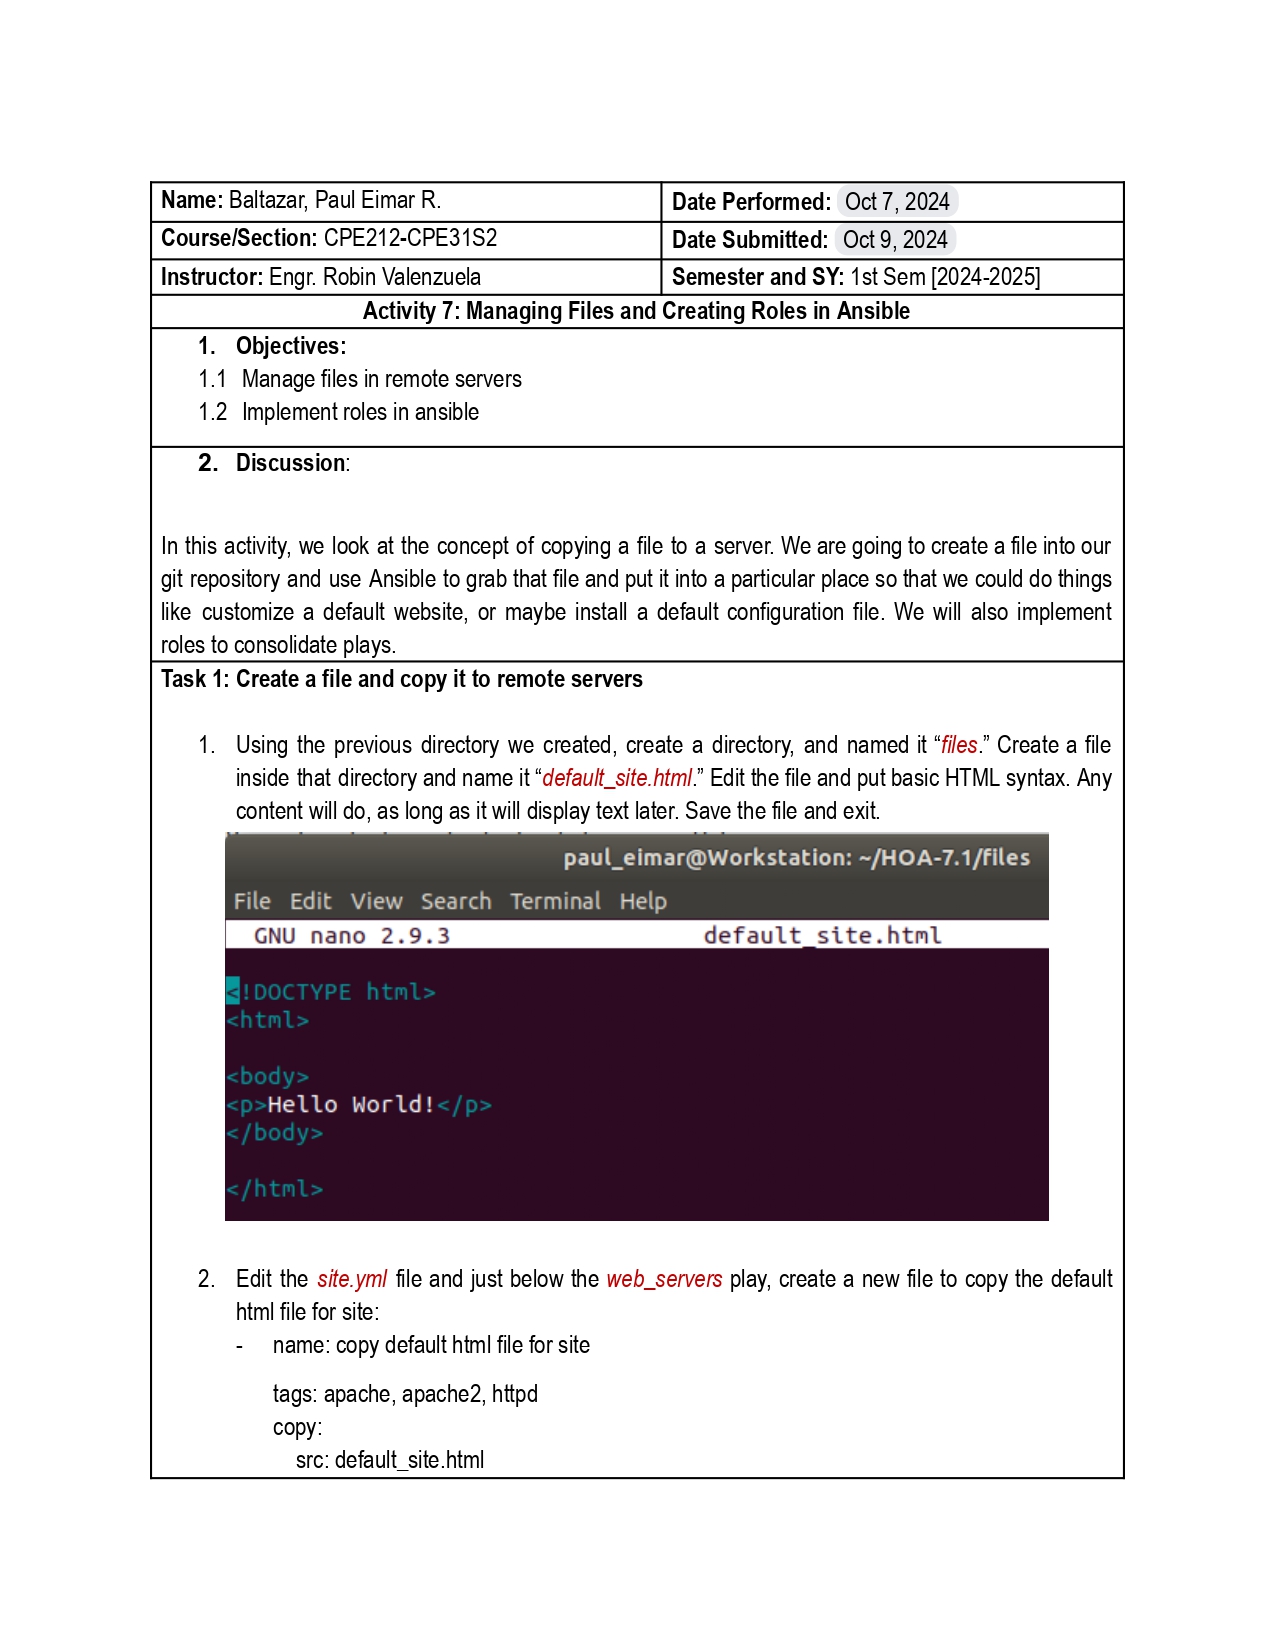 Name: Baltazar, Paul Eimar R.
Date Performed: Oct 7, 2024
Course/Section: CPE212-CPE31S2
Date Submitted: Oct 9, 2024
Instructor: Engr. Robin Valenzuela
Semester and SY: 1st Sem [2024-2025]
Activity 7: Managing Files and Creating Roles in Ansible
1. Objectives:
1.1 Manage files in remote servers
1.2 Implement roles in ansible
2. Discussion:
In this activity, we look at the concept of copying a file to a server. We are going to create a file into our
git repository and use Ansible to grab that file and put it into a particular place so that we could do things
like customize a default website, or maybe install a default configuration file. We will also implement
roles to consolidate plays.
Task 1: Create a file and copy it to remote servers
1. Using the previous directory we created, create a directory, and named it “files.” Create a file
inside that directory and name it “default_site.html.” Edit the file and put basic HTML syntax. Any
content will do, as long as it will display text later. Save the file and exit.
paul_eimar@Workstation: ~/HOA-7.1/files
File Edit View Search Terminal Help
GNU nano 2.9.3 default_site.html
<!DOCTYPE html>
<html>
<body>
<p>Hello World!</p>
</body>
</html>
2. Edit the site.yml file and just below the web_servers play, create a new file to copy the default
html file for site:
- name: copy default html file for site
tags: apache, apache2, httpd
copy:
src: default_site.html